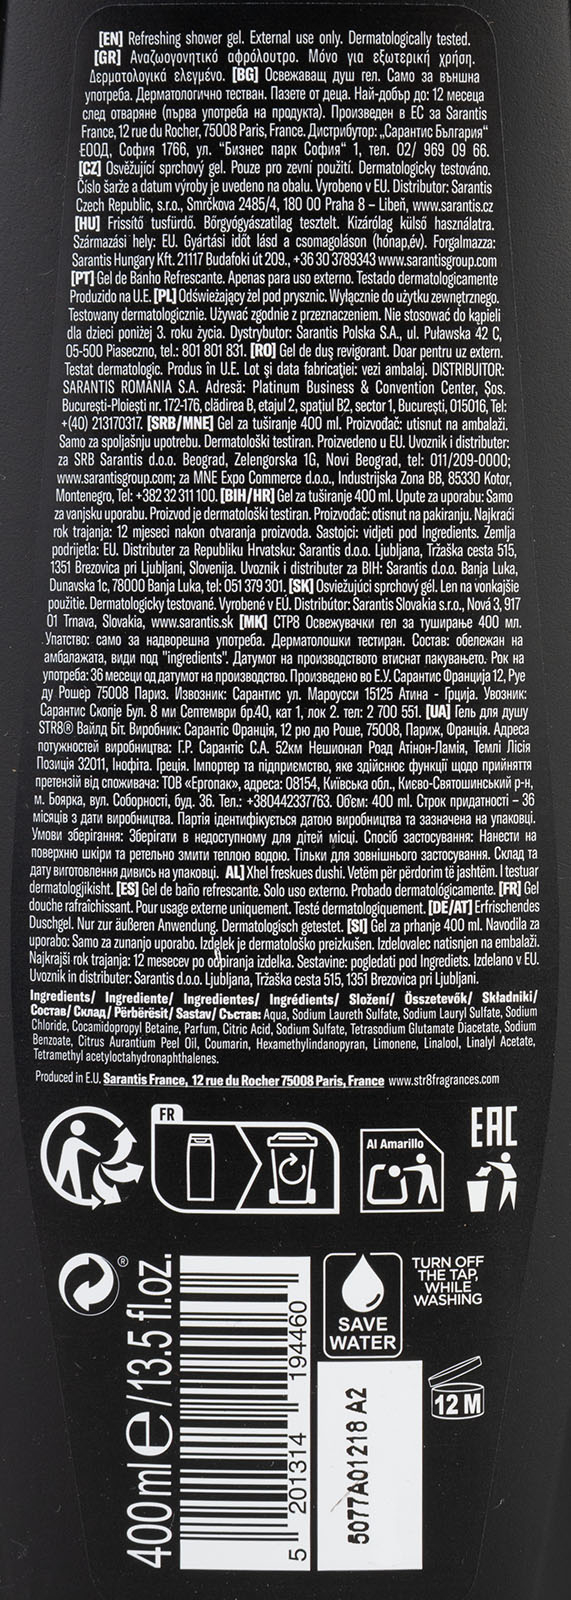 [EN] Refreshing shower gel. External use only. Dermatologically tested.
[GR] Αναζωογονητικό αφρόλουτρο. Μόνο για εξωτερική χρήση.
Δερματολογικά ελεγμένο. [BG] Освежаващ душ гел. Само за външна
употреба. Дерматологично тестван. Пазете от деца. Най-добър до: 12 месеца
след отваряне (първа употреба на продукта). Произведен в ЕС за Sarantis
France, 12 rue du Rocher, 75008 Paris, France. Дистрибутор: „Сарантис България“
ЕООД, София 1766, ул. “Бизнес парк София“ 1, тел. 02/ 969 09 66.
[CZ] Osvěžující sprchový gel. Pouze pro zevní použití. Dermatologicky testováno.
Číslo šarže a datum výroby je uvedeno na obalu. Vyrobeno v EU. Distributor: Sarantis
Czech Republic, s.r.o., Smrčkova 2485/4, 180 00 Praha 8 – Libeň, www.sarantis.cz
[HU] Frissítő tusfürdő. Bőrgyógyászatilag tesztelt. Kizárólag külső használatra.
Származási hely: EU. Gyártási időt lásd a csomagoláson (hónap,év). Forgalmazza:
Sarantis Hungary Kft. 21117 Budafoki út 209., +36 30 3789343 www.sarantisgroup.com
[PT] Gel de Banho Refrescante. Apenas para uso externo. Testado dermatologicamente
Produzido na U.E. [PL] Odświeżający żel pod prysznic. Wyłącznie do użytku zewnętrznego.
Testowany dermatologicznie. Używać zgodnie z przeznaczeniem. Nie stosować do kąpieli
dla dzieci poniżej 3. roku życia. Dystrybutor: Sarantis Polska S.A., ul. Puławska 42 C,
05-500 Piaseczno, tel.: 801 801 831. [RO] Gel de duş revigorant. Doar pentru uz extern.
Testat dermatologic. Produs în U.E. Lot şi data fabricaţiei: vezi ambalaj. DISTRIBUITOR:
SARANTIS ROMÂNIA S.A. Adresă: Platinum Business & Convention Center, Şos.
Bucureşti-Ploieşti nr. 172-176, clădirea B, etajul 2, spaţiul B2, sector 1, Bucureşti, 015016, Tel:
+(40) 213170317. [SRB/MNE] Gel za tuširanje 400 ml. Proizvođač: utisnut na ambalaži.
Samo za spoljašnju upotrebu. Dermatološki testiran. Proizvedeno u EU. Uvoznik i distributer:
za SRB Sarantis d.o.o. Beograd, Zelengorska 1G, Novi Beograd, tel: 011/209-0000;
www.sarantisgroup.com; za MNE Expo Commerce d.o.o., Industrijska Zona BB, 85330 Kotor,
Montenegro, Tel: +382 32 311 100. [BIH/HR] Gel za tuširanje 400 ml. Upute za uporabu: Samo
za vanjsku uporabu. Proizvod je dermatološki testiran. Proizvođač: otisnut na pakiranju. Najkraći
rok trajanja: 12 mjeseci nakon otvaranja proizvoda. Sastojci: vidjeti pod Ingredients. Zemlja
podrijetla: EU. Distributer za Republiku Hrvatsku: Sarantis d.o.o. Ljubljana, Tržaška cesta 515,
1351 Brezovica pri Ljubljani, Slovenija. Uvoznik i distributer za BIH: Sarantis d.o.o. Banja Luka,
Dunavska 1c, 78000 Banja Luka, tel: 051 379 301. [SK] Osviežujúci sprchový gél. Len na vonkajšie
použitie. Dermatologicky testované. Vyrobené v EÚ. Distribútor: Sarantis Slovakia s.r.o., Nová 3, 917
01 Trnava, Slovakia, www.sarantis.sk [MK] СТР8 Освежувачки гел за туширање 400 мл.
Упатство: само за надворешна употреба. Дерматолошки тестиран. Состав: обележан на
амбалажата, види под "ingredients". Датумот на производството втиснат пакувањето. Рок на
употреба: 36 месеци од датумот на производство. Произведено во Е.У. Сарантис Франција 12, Руе
ду Рошер 75008 Париз. Извозник: Сарантис ул. Мароусси 15125 Атина - Грција. Увозник:
Сарантис Скопје Бул. 8 ми Септември бр.40, кат 1, лок 2. тел: 2 700 551. [UA] Гель для душу
STR8® Вайлд Біт. Виробник: Сарантіс Франція, 12 рю дю Роше, 75008, Париж, Франція. Адреса
потужностей виробництва: Г.Р. Сарантіс С.А. 52км Нешионал Роад Атінон-Ламія, Темлі Лісія
Позиція 32011, Інофіта. Греція. Імпортер та підприємство, яке здійснює функції щодо прийняття
претензій від споживача: ТОВ «Ергопак», адреса: 08154, Київська обл., Києво-Святошинський р-н,
м. Боярка, вул. Соборності, буд. 36. Тел.: +380442337763. Об'єм: 400 ml. Строк придатності – 36
місяців з дати виробництва. Партія ідентифікується датою виробництва та зазначена на упаковці.
Умови зберігання: Зберігати в недоступному для дітей місці. Спосіб застосування: Нанести на
поверхню шкіри та ретельно змити теплою водою. Тільки для зовнішнього застосування. Склад та
дату виготовлення дивись на упаковці. AL] Xhel freskues dushi. Vetëm për përdorim të jashtëm. I testuar
dermatologjikisht. [ES] Gel de baño refrescante. Solo uso externo. Probado dermatológicamente. [FR] Gel
douche rafraîchissant. Pour usage externe uniquement. Testé dermatologiquement. [DE/AT] Erfrischendes
Duschgel. Nur zur äußeren Anwendung. Dermatologisch getestet. [SI] Gel za prhanje 400 ml. Navodila za
uporabo: Samo za zunanjo uporabo. Izdelek je dermatološko preizkušen. Izdelovalec natisnjen na embalaži.
Najkrajši rok trajanja: 12 mesecev po odpiranja izdelka. Sestavine: pogledati pod Ingrediets. Izdelano v EU.
Uvoznik in distributer: Sarantis d.o.o. Ljubljana, Tržaška cesta 515, 1351 Brezovica pri Ljubljani.
Ingredients/ Ingrediente/ Ingredientes/ Ingrédients/ Složení/ Összetevők/ Składniki/
Состав/ Склад/ Përbërësit/ Sastav/ Състав: Aqua, Sodium Laureth Sulfate, Sodium Lauryl Sulfate, Sodium
Chloride, Cocamidopropyl Betaine, Parfum, Citric Acid, Sodium Sulfate, Tetrasodium Glutamate Diacetate, Sodium
Benzoate, Citrus Aurantium Peel Oil, Coumarin, Hexamethylindanopyran, Limonene, Linalool, Linalyl Acetate,
Tetramethyl acetyloctahydronaphthalenes.
Produced in E.U. Sarantis France, 12 rue du Rocher 75008 Paris, France www.str8fragrances.com
FR
Al Amarillo
EAC
®
400 ml e /13.5 fl.oz.
5 201314 194460
SAVE
WATER
TURN OFF
THE TAP,
WHILE
WASHING
5077A01218 A2
12 M